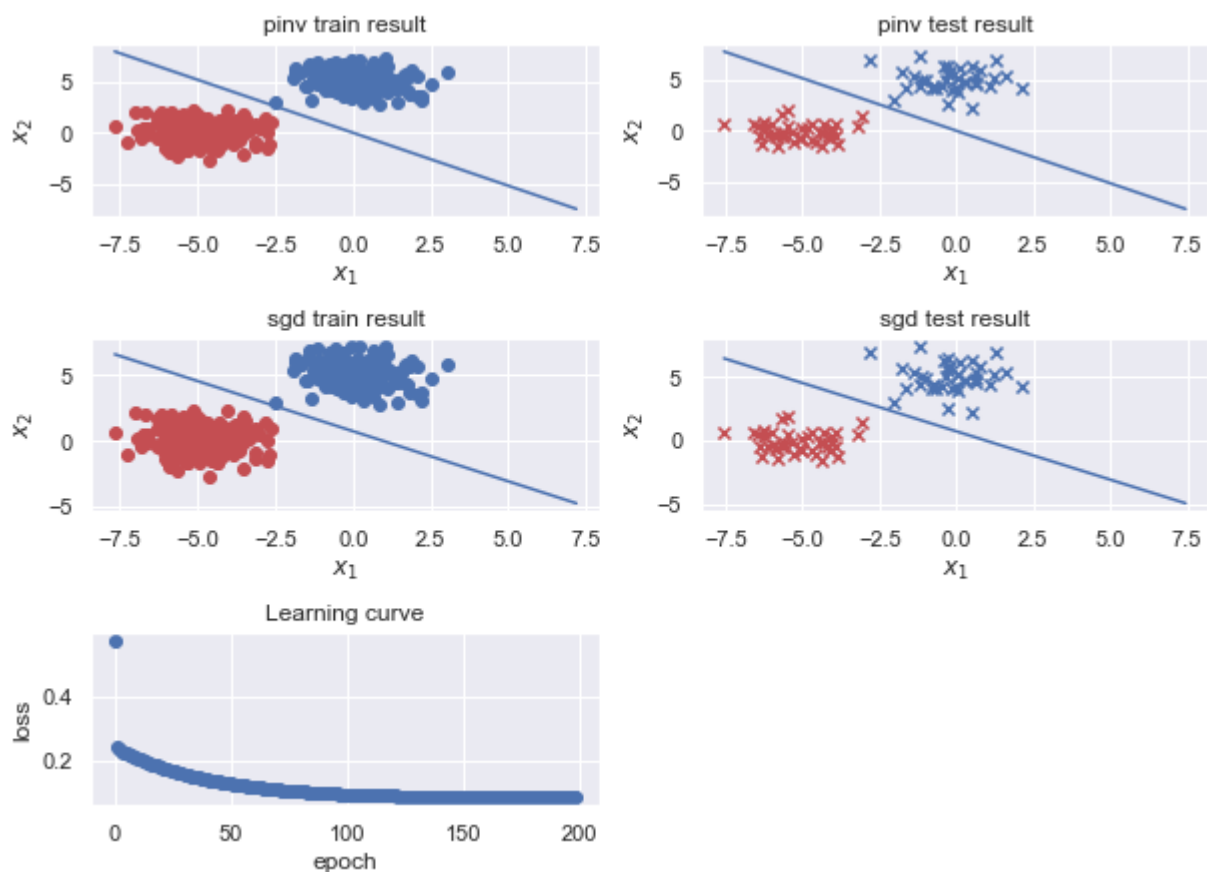 pinv train result
5
0
−5
x2
−7.5 −5.0 −2.5 0.0 2.5 5.0 7.5
x1
pinv test result
5
0
−5
x2
−7.5 −5.0 −2.5 0.0 2.5 5.0 7.5
x1
sgd train result
5
0
−5
x2
−7.5 −5.0 −2.5 0.0 2.5 5.0 7.5
x1
sgd test result
5
0
−5
x2
−7.5 −5.0 −2.5 0.0 2.5 5.0 7.5
x1
Learning curve
0.4
0.2
loss
0 50 100 150 200
epoch